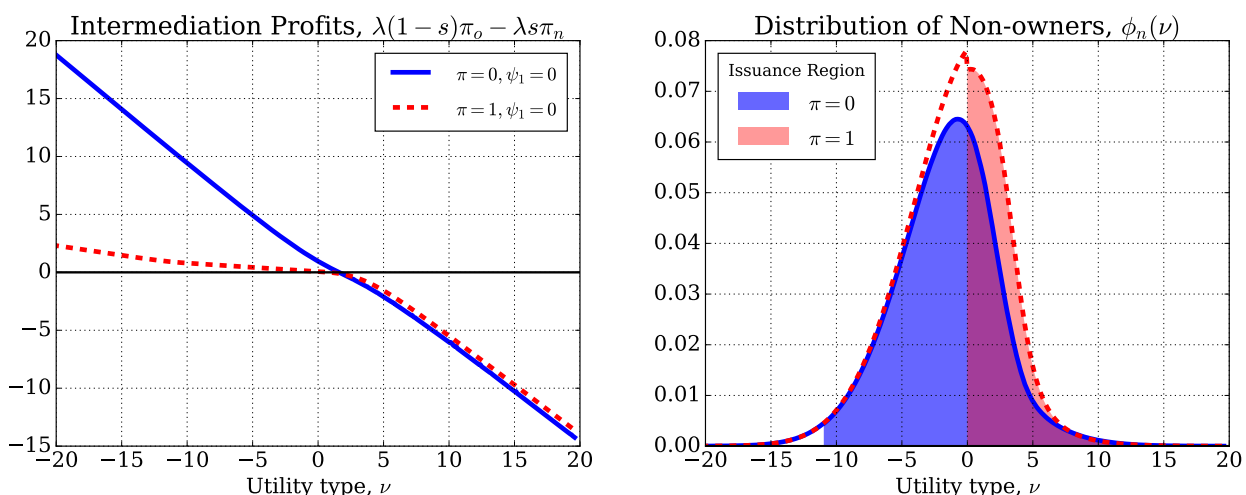 Intermediation Profits, λ(1 − s)π_o − λsπ_n
20
15
10
5
0
−5
−10
−15
π = 0, ψ₁ = 0
π = 1, ψ₁ = 0
−20 −15 −10 −5 0 5 10 15 20
Utility type, ν
Distribution of Non-owners, ϕ_n(ν)
0.08
0.07
0.06
0.05
0.04
0.03
0.02
0.01
0.00
Issuance Region
π = 0
π = 1
−20 −15 −10 −5 0 5 10 15 20
Utility type, ν